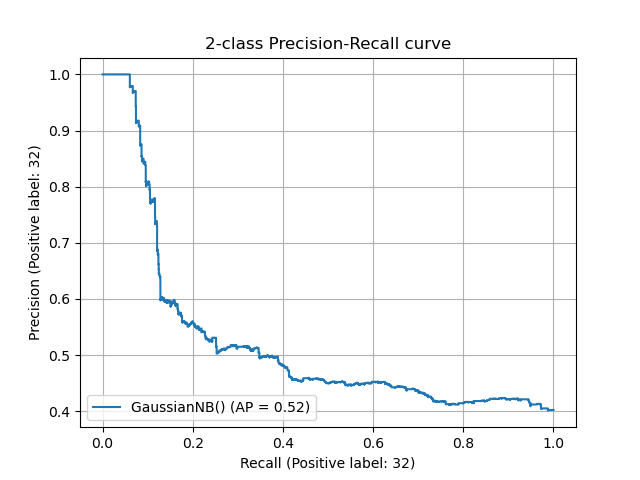 2-class Precision-Recall curve
Precision (Positive label: 32)
1.0
0.9
0.8
0.7
0.6
0.5
0.4
GaussianNB() (AP = 0.52)
0.0 0.2 0.4 0.6 0.8 1.0
Recall (Positive label: 32)